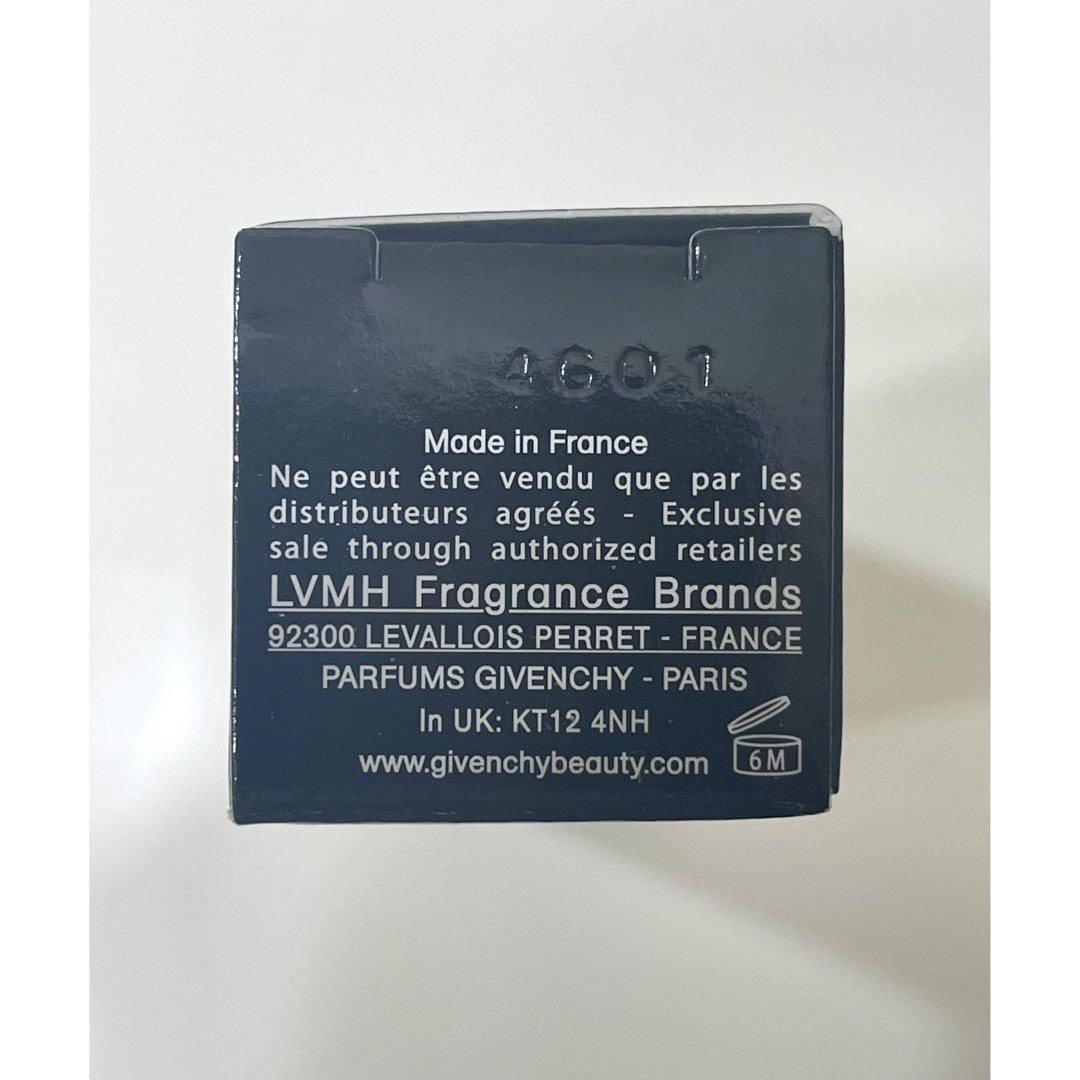 4601
Made in France
Ne peut être vendu que par les
distributeurs agréés - Exclusive
sale through authorized retailers
LVMH Fragrance Brands
92300 LEVALLOIS PERRET - FRANCE
PARFUMS GIVENCHY - PARIS
In UK: KT12 4NH
www.givenchybeauty.com
6M